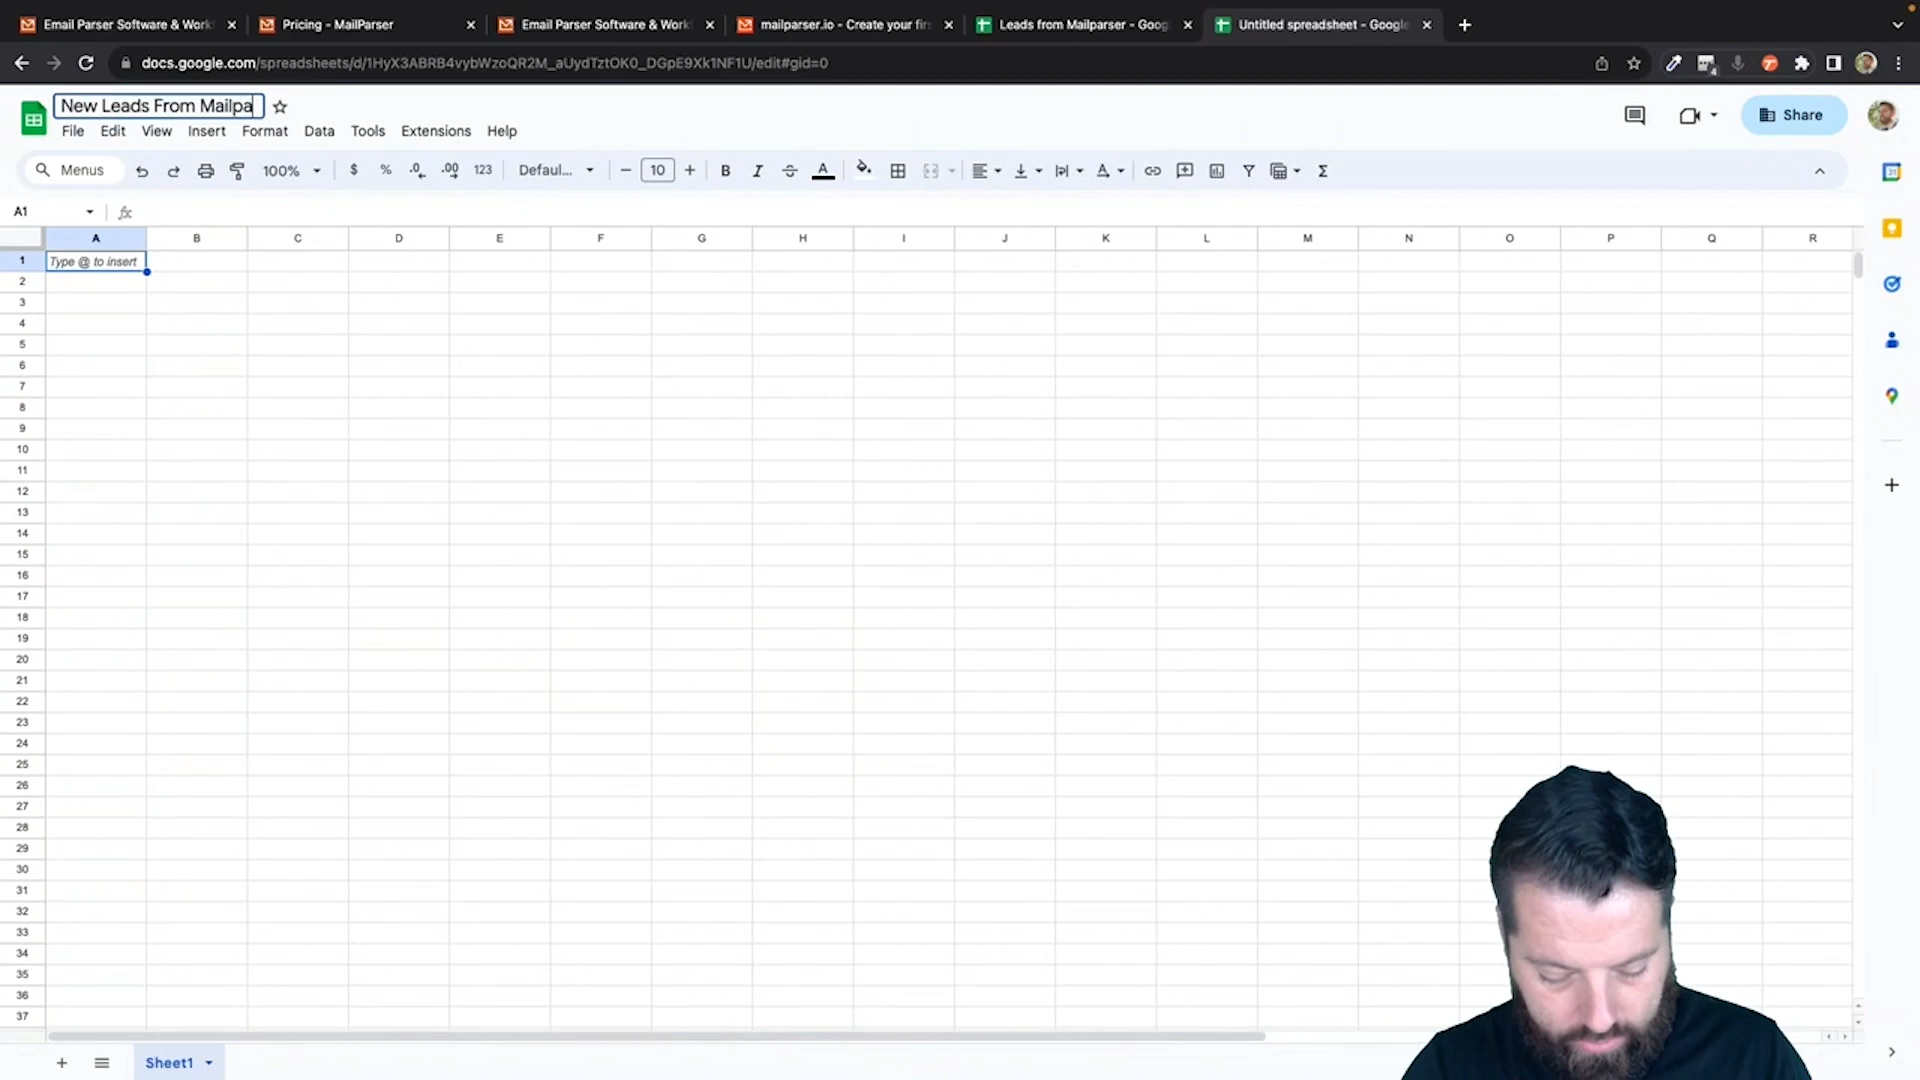 Email Parser Software & Work
Pricing - MailParser
Email Parser Software & Work
mailparser.io - Create your fir
Leads from Mailparser - Goog
Untitled spreadsheet - Google
docs.google.com/spreadsheets/d/1HyX3ABRB4vybWzoQR2M_aUydTztOK0_DGpE9Xk1NF1U/edit#gid=0
New Leads From Mailpa
File Edit View Insert Format Data Tools Extensions Help
Share
Menus 100% $ % .0 .00 123 Defaul... 10 B I A Σ
31
A1 fx
A B C D E F G H I J K L M N O P Q R
1 Type @ to insert
2
3
4
5
6
7
8
9
10
11
12
13
14
15
16
17
18
19
20
21
22
23
24
25
26
27
28
29
30
31
32
33
34
35
36
37
Sheet1